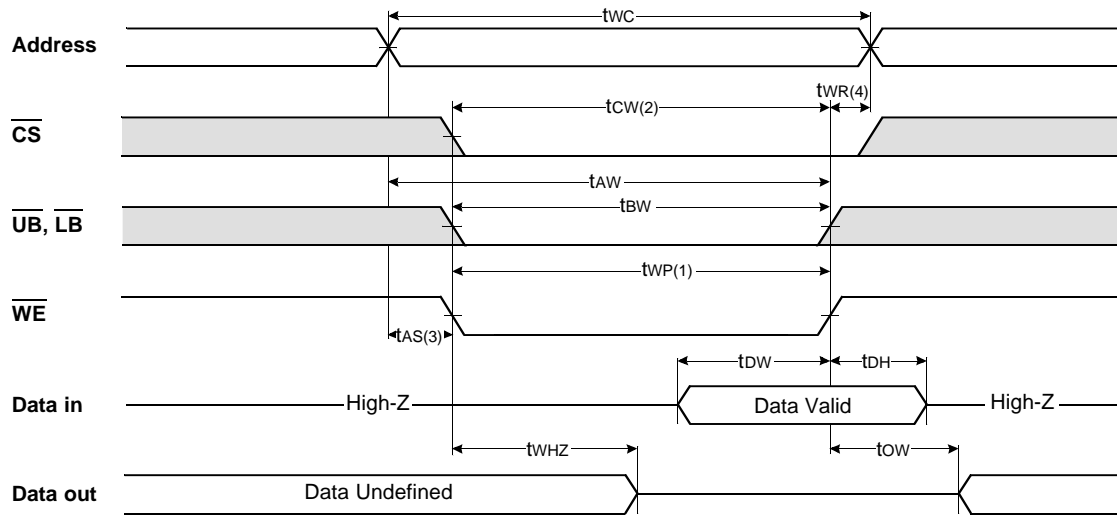 tWC
Address
tCW(2)
tWR(4)
CS
tAW
tBW
UB, LB
tWP(1)
WE
tAS(3)
tDW
tDH
Data in
High-Z
Data Valid
High-Z
tWHZ
tOW
Data out
Data Undefined